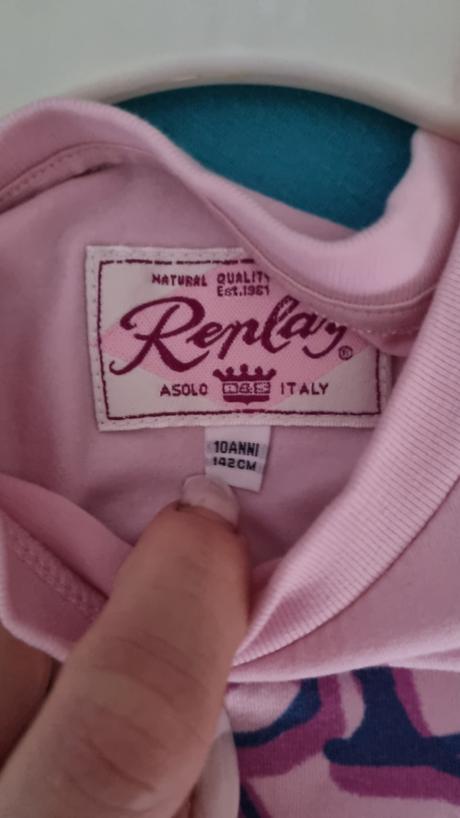 NATURAL QUALITY
Est.1981
Replay®
ASOLO D&S ITALY
10ANNI
142CM